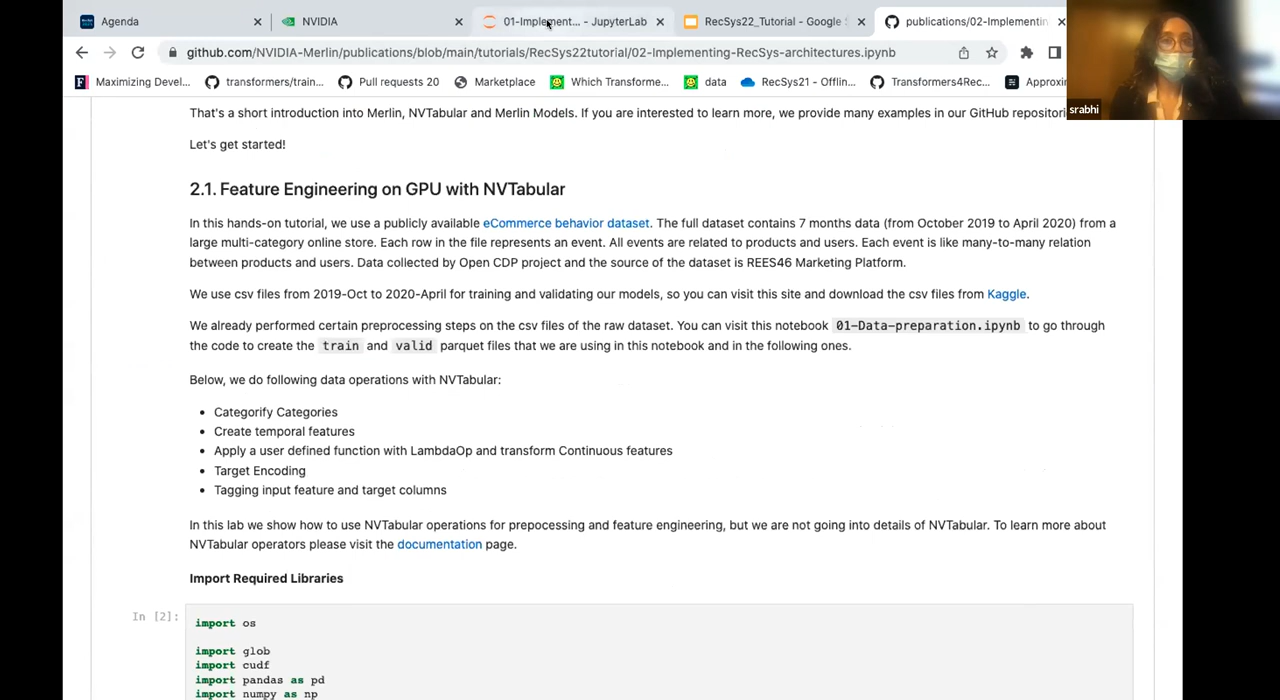 Agenda
NVIDIA
01-Implement... - JupyterLab
RecSys22_Tutorial - Google
publications/02-Implementin
github.com/NVIDIA-Merlin/publications/blob/main/tutorials/RecSys22tutorial/02-Implementing-RecSys-architectures.ipynb
Maximizing Devel...
transformers/train...
Pull requests 20
Marketplace
Which Transforme...
data
RecSys21 - Offlin...
Transformers4Rec...
Approxin
srabhi
That's a short introduction into Merlin, NVTabular and Merlin Models. If you are interested to learn more, we provide many examples in our GitHub repositori
Let's get started!
2.1. Feature Engineering on GPU with NVTabular
In this hands-on tutorial, we use a publicly available eCommerce behavior dataset. The full dataset contains 7 months data (from October 2019 to April 2020) from a
large multi-category online store. Each row in the file represents an event. All events are related to products and users. Each event is like many-to-many relation
between products and users. Data collected by Open CDP project and the source of the dataset is REES46 Marketing Platform.
We use csv files from 2019-Oct to 2020-April for training and validating our models, so you can visit this site and download the csv files from Kaggle.
We already performed certain preprocessing steps on the csv files of the raw dataset. You can visit this notebook 01-Data-preparation.ipynb to go through
the code to create the train and valid parquet files that we are using in this notebook and in the following ones.
Below, we do following data operations with NVTabular:
• Categorify Categories
• Create temporal features
• Apply a user defined function with LambdaOp and transform Continuous features
• Target Encoding
• Tagging input feature and target columns
In this lab we show how to use NVTabular operations for prepocessing and feature engineering, but we are not going into details of NVTabular. To learn more about
NVTabular operators please visit the documentation page.
Import Required Libraries
In [2]:
import os
import glob
import cudf
import pandas as pd
import numpy as np